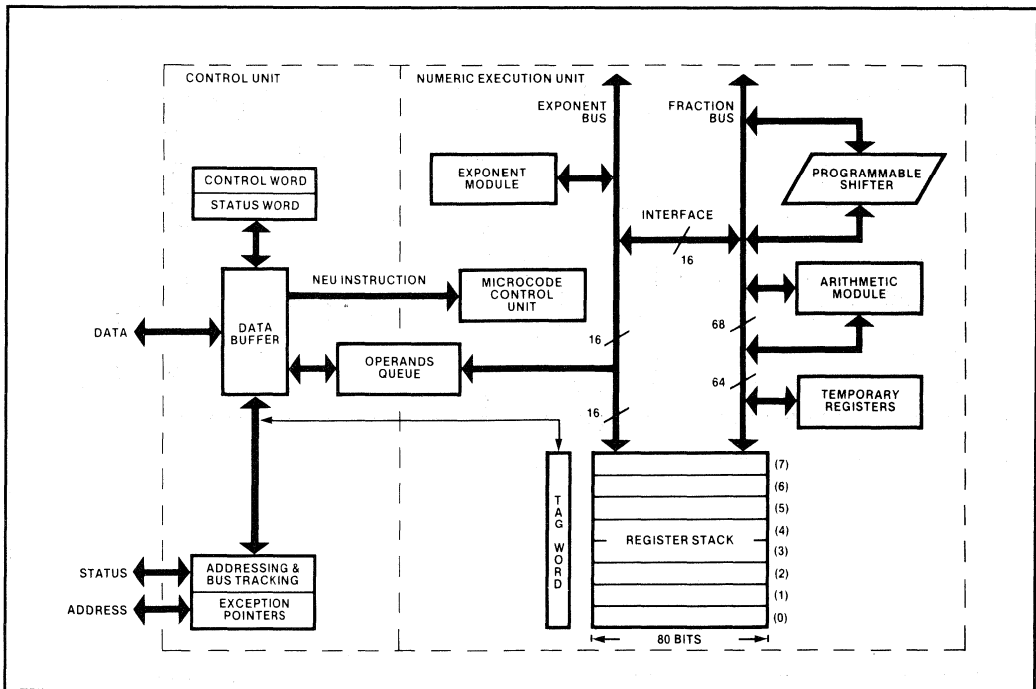 CONTROL UNIT
NUMERIC EXECUTION UNIT
EXPONENT
BUS
FRACTION
BUS
EXPONENT
MODULE
PROGRAMMABLE
SHIFTER
CONTROL WORD
STATUS WORD
INTERFACE
16
NEU INSTRUCTION
MICROCODE
CONTROL
UNIT
ARITHMETIC
MODULE
DATA
DATA
BUFFER
16
68
OPERANDS
QUEUE
64
TEMPORARY
REGISTERS
16
TAG WORD
REGISTER STACK
(7)
(6)
(5)
(4)
(3)
(2)
(1)
(0)
80 BITS
STATUS
ADDRESSING &
BUS TRACKING
ADDRESS
EXCEPTION
POINTERS